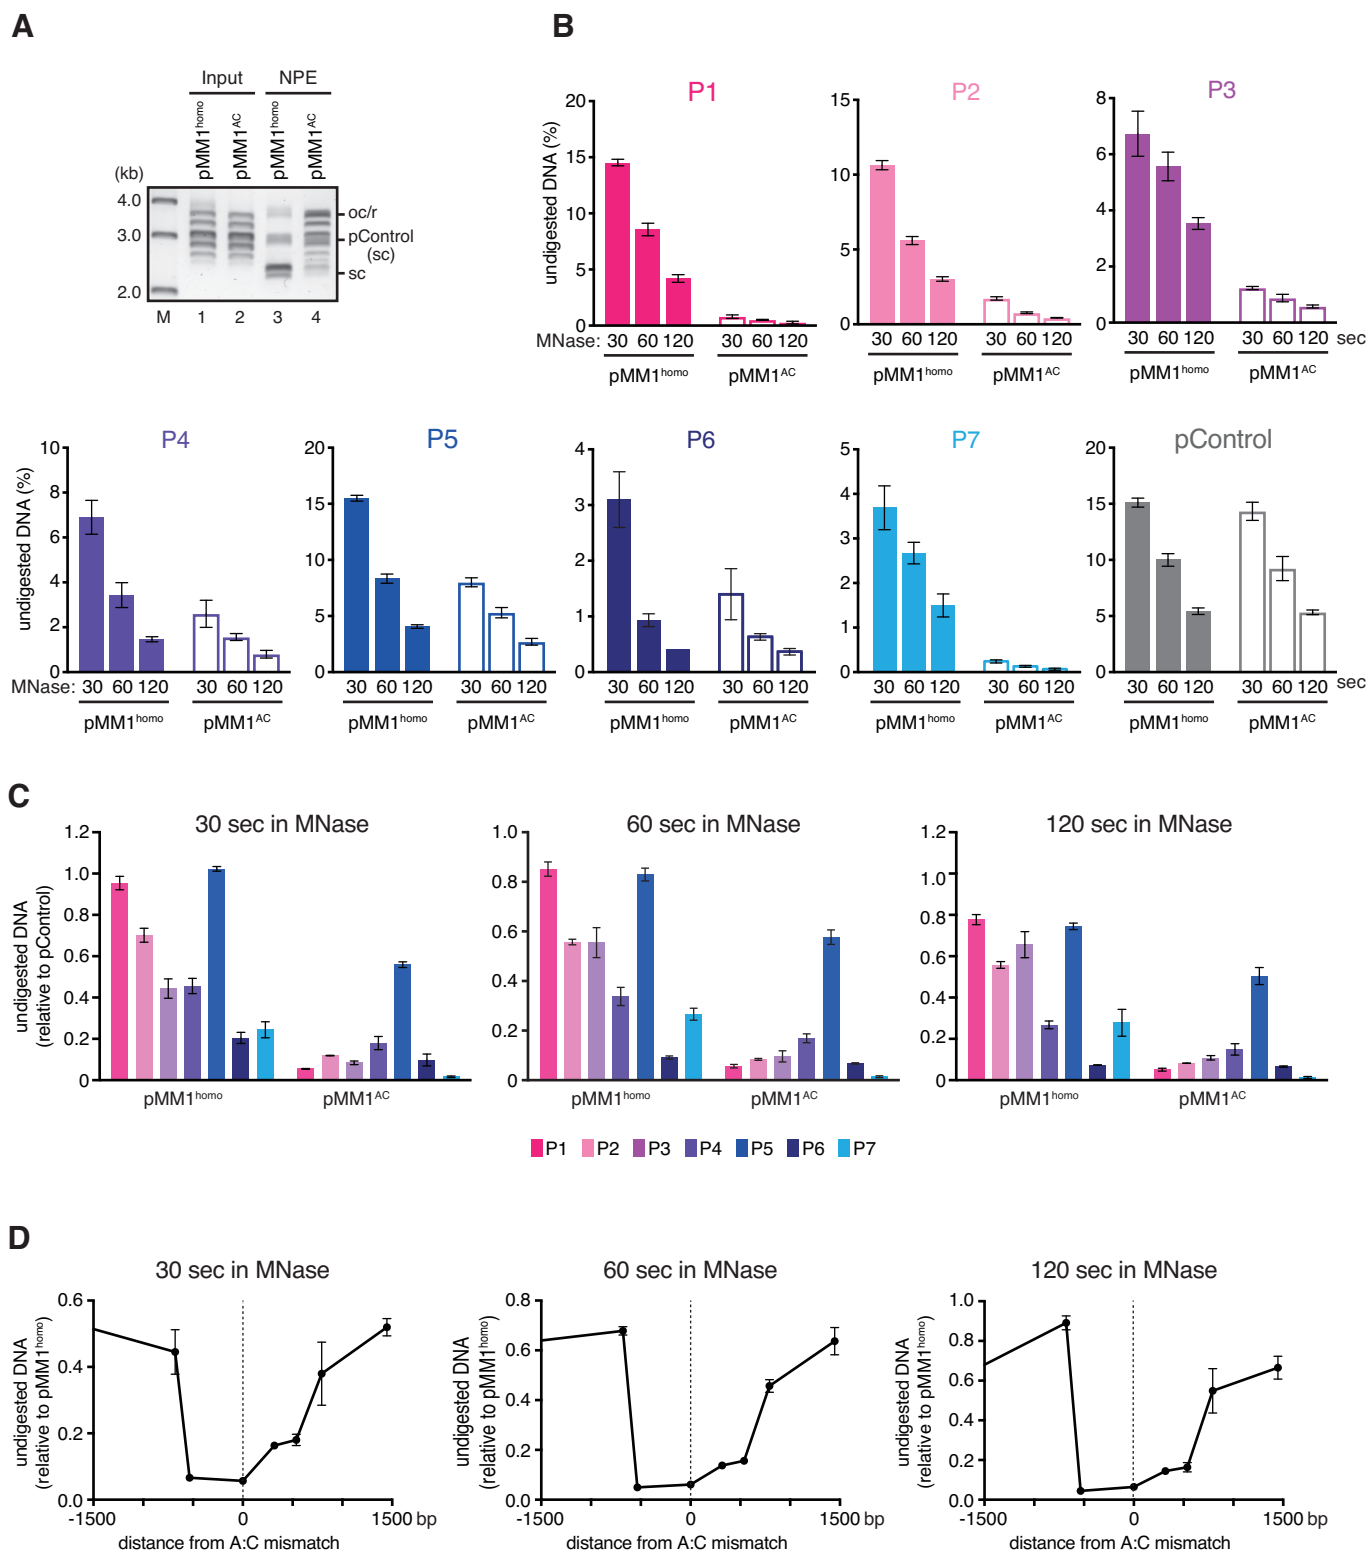 A
Input NPE
pMM1homo pMM1AC pMM1homo pMM1AC
(kb)
4.0
3.0
2.0
oc/r
pControl
(sc)
sc
M 1 2 3 4
B
P1
undigested DNA (%)
20
15
10
5
0
MNase: 30 60 120 30 60 120
pMM1homo pMM1AC
P2
15
10
5
0
30 60 120 30 60 120
pMM1homo pMM1AC
P3
8
6
4
2
0
30 60 120 30 60 120 sec
pMM1homo pMM1AC
P4
undigested DNA (%)
10
8
6
4
2
0
MNase: 30 60 120 30 60 120
pMM1homo pMM1AC
P5
20
15
10
5
0
30 60 120 30 60 120
pMM1homo pMM1AC
P6
4
3
2
1
0
30 60 120 30 60 120
pMM1homo pMM1AC
P7
5
4
3
2
1
0
30 60 120 30 60 120
pMM1homo pMM1AC
pControl
20
15
10
5
0
30 60 120 30 60 120 sec
pMM1homo pMM1AC
C
30 sec in MNase
undigested DNA
(relative to pControl)
1.2
1.0
0.8
0.6
0.4
0.2
0
pMM1homo pMM1AC
60 sec in MNase
1.0
0.8
0.6
0.4
0.2
0
pMM1homo pMM1AC
120 sec in MNase
1.2
1.0
0.8
0.6
0.4
0.2
0
pMM1homo pMM1AC
P1 P2 P3 P4 P5 P6 P7
D
30 sec in MNase
undigested DNA
(relative to pMM1homo)
0.6
0.4
0.2
0.0
-1500 0 1500 bp
distance from A:C mismatch
60 sec in MNase
undigested DNA
(relative to pMM1homo)
0.8
0.6
0.4
0.2
0.0
-1500 0 1500 bp
distance from A:C mismatch
120 sec in MNase
undigested DNA
(relative to pMM1homo)
1.0
0.8
0.6
0.4
0.2
0.0
-1500 0 1500 bp
distance from A:C mismatch